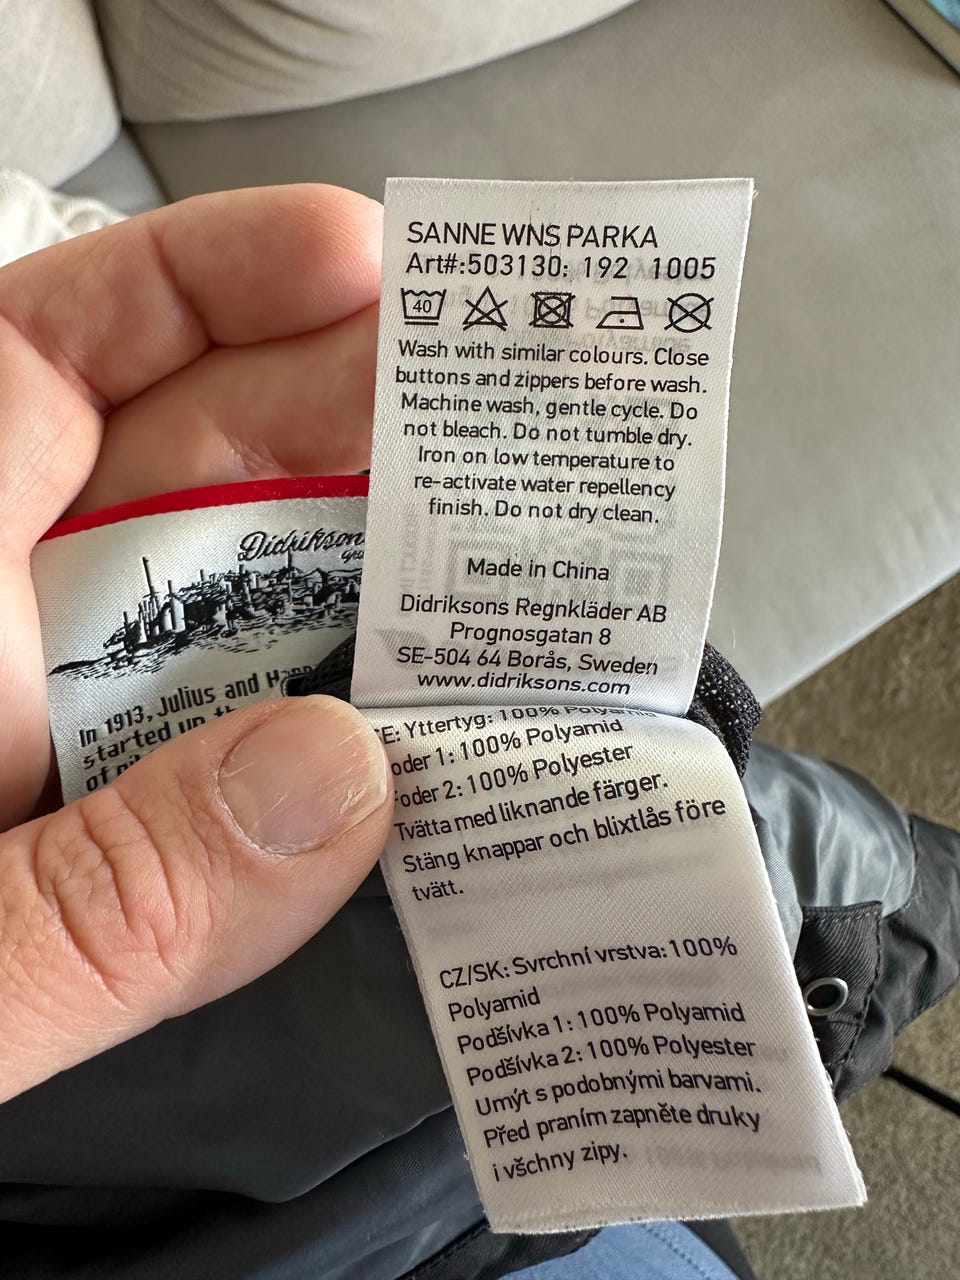 SANNE WNS PARKA
Art#:503130: 192 1005
40
Wash with similar colours. Close
buttons and zippers before wash.
Machine wash, gentle cycle. Do
not bleach. Do not tumble dry.
Iron on low temperature to
re-activate water repellency
finish. Do not dry clean.
Made in China
Didriksons Regnkläder AB
Prognosgatan 8
SE-504 64 Borås, Sweden
www.didriksons.com
Didriksons
In 1913, Julius and
started up
of
SE: Yttertyg: 100% Polyamid
Foder 1: 100% Polyamid
Foder 2: 100% Polyester
Tvätta med liknande färger.
Stäng knappar och blixtlås före
tvätt.
CZ/SK: Svrchní vrstva: 100%
Polyamid
Podšívka 1: 100% Polyamid
Podšívka 2: 100% Polyester
Umýt s podobnými barvami.
Před praním zapněte druky
i všchny zipy.